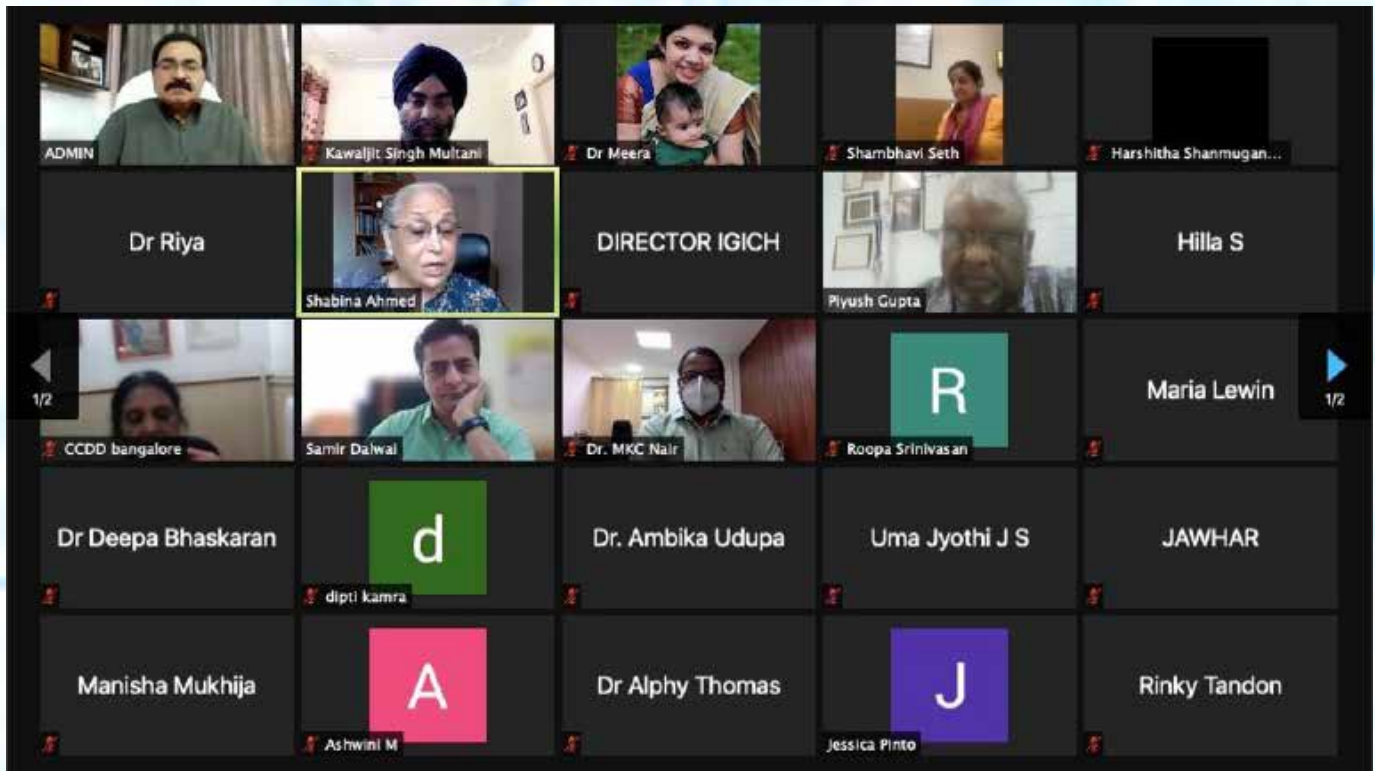 ADMIN
Kawaljit Singh Multani
Dr Meera
Shambhavi Seth
Harshitha Shanmugan...
Dr Riya
Shabina Ahmed
DIRECTOR IGICH
Piyush Gupta
Hilla S
1/2
CCDD bangalore
Samir Dalwai
Dr. MKC Nair
R
Roopa Srinivasan
Maria Lewin
1/2
Dr Deepa Bhaskaran
d
dipti kamra
Dr. Ambika Udupa
Uma Jyothi J S
JAWHAR
Manisha Mukhija
A
Ashwini M
Dr Alphy Thomas
J
Jessica Pinto
Rinky Tandon